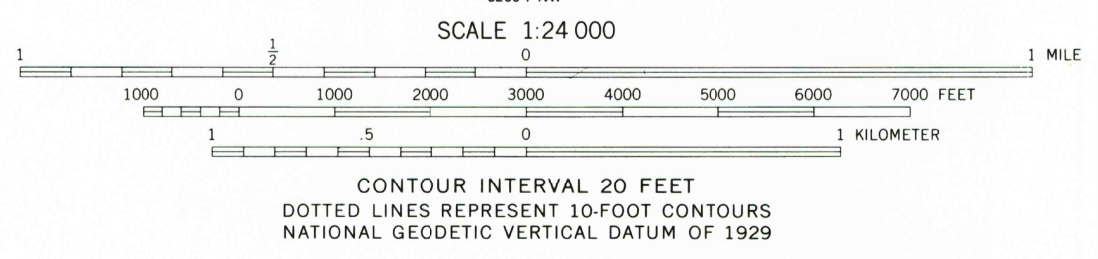 SCALE 1:24 000
1 1/2 0 1 MILE
1000 0 1000 2000 3000 4000 5000 6000 7000 FEET
1 .5 0 1 KILOMETER
CONTOUR INTERVAL 20 FEET
DOTTED LINES REPRESENT 10-FOOT CONTOURS
NATIONAL GEODETIC VERTICAL DATUM OF 1929